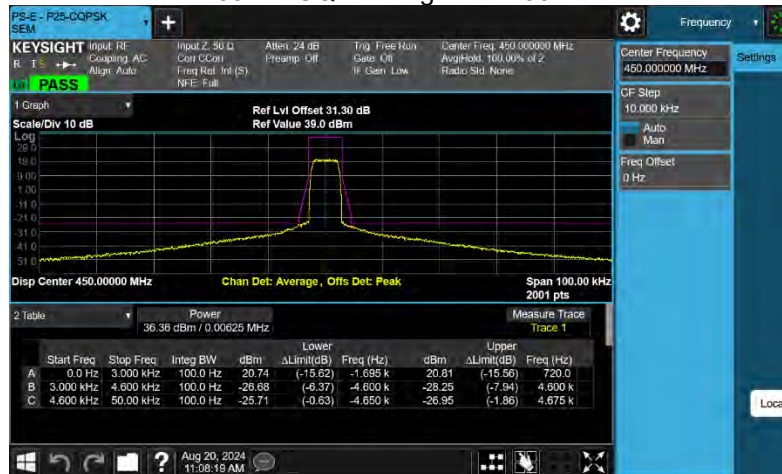 PS-E - P25-CQPSK
SEM
Frequency
KEYSIGHT Input: RF Input Z: 50 Ω Atten: 24 dB Trig: Free Run Center Freq: 450.000000 MHz
Coupling: AC Corr CCorr Preamp: Off Gate: Off Avg|Hold: 100.00% of 2
Align: Auto Freq Ref: Int (S) IF Gain: Low Radio Std: None
NFE: Full
PASS
Center Frequency
450.000000 MHz
Settings
CF Step
10.000 kHz
Auto
Man
Freq Offset
0 Hz
1 Graph
Ref Lvl Offset 31.30 dB
Scale/Div 10 dB Ref Value 39.0 dBm
Log
29.0
19.0
9.00
-1.00
-11.0
-21.0
-31.0
-41.0
-51.0
Disp Center 450.00000 MHz Chan Det: Average, Offs Det: Peak Span 100.00 kHz
2001 pts
2 Table Power Measure Trace
36.36 dBm / 0.00625 MHz Trace 1
Lower Upper
Start Freq Stop Freq Integ BW dBm ΔLimit(dB) Freq (Hz) dBm ΔLimit(dB) Freq (Hz)
A 0.0 Hz 3.000 kHz 100.0 Hz 20.74 (-15.62) -1.695 k 20.81 (-15.56) 720.0
B 3.000 kHz 4.600 kHz 100.0 Hz -26.68 (-6.37) -4.600 k -28.25 (-7.94) 4.600 k
C 4.600 kHz 50.00 kHz 100.0 Hz -25.71 (-0.63) -4.650 k -26.95 (-1.86) 4.675 k
Loca
Aug 20, 2024
11:08:19 AM